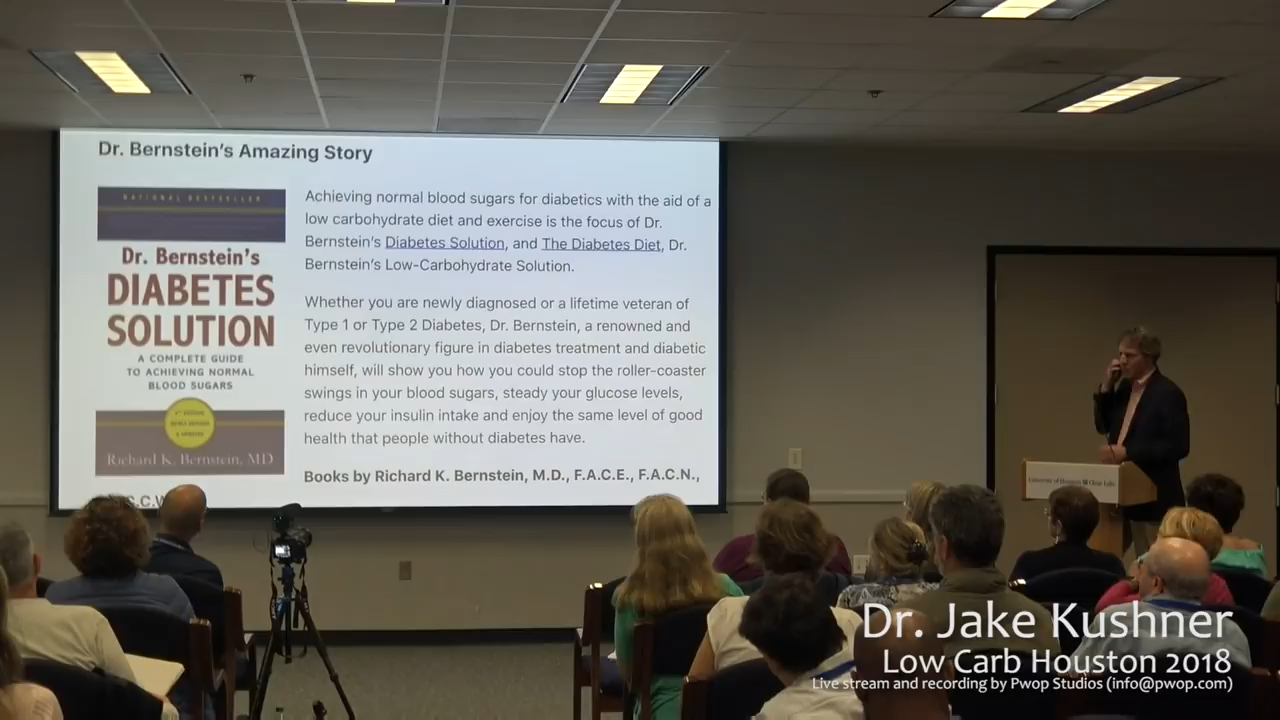 Dr. Bernstein's Amazing Story
NATIONAL BESTSELLER
Dr. Bernstein's
DIABETES
SOLUTION
A COMPLETE GUIDE
TO ACHIEVING NORMAL
BLOOD SUGARS
Richard K. Bernstein, MD
Achieving normal blood sugars for diabetics with the aid of a
low carbohydrate diet and exercise is the focus of Dr.
Bernstein's Diabetes Solution, and The Diabetes Diet, Dr.
Bernstein's Low-Carbohydrate Solution.
Whether you are newly diagnosed or a lifetime veteran of
Type 1 or Type 2 Diabetes, Dr. Bernstein, a renowned and
even revolutionary figure in diabetes treatment and diabetic
himself, will show you how you could stop the roller-coaster
swings in your blood sugars, steady your glucose levels,
reduce your insulin intake and enjoy the same level of good
health that people without diabetes have.
Books by Richard K. Bernstein, M.D., F.A.C.E., F.A.C.N.,
University of Houston Clear Lake
Dr. Jake Kushner
Low Carb Houston 2018
Live stream and recording by Pwop Studios (info@pwop.com)